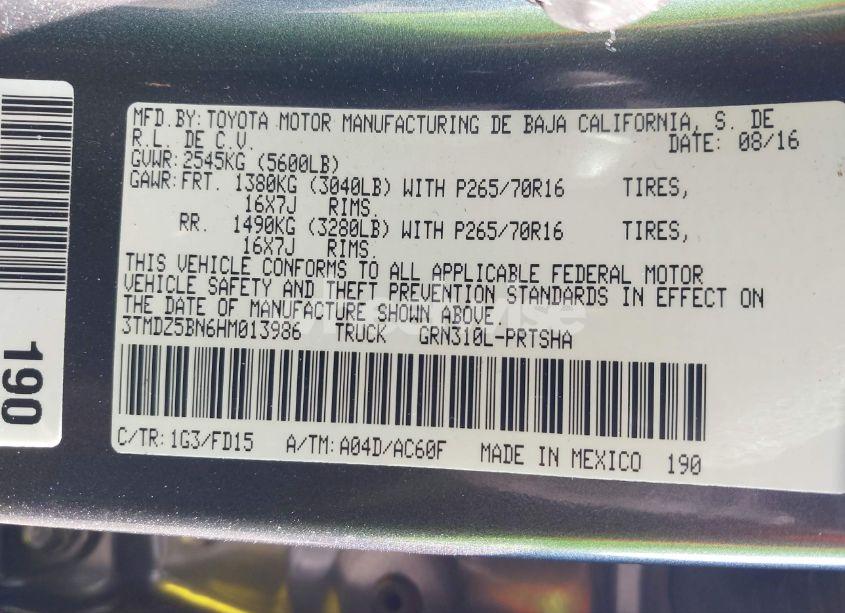 MFD.BY:TOYOTA MOTOR MANUFACTURING DE BAJA CALIFORNIA, S. DE
R.L. DE C.V. DATE: 08/16
GVWR:2545KG (5600LB)
GAWR:FRT. 1380KG (3040LB) WITH P265/70R16 TIRES,
16X7J RIMS.
RR. 1490KG (3280LB) WITH P265/70R16 TIRES,
16X7J RIMS.
THIS VEHICLE CONFORMS TO ALL APPLICABLE FEDERAL MOTOR
VEHICLE SAFETY AND THEFT PREVENTION STANDARDS IN EFFECT ON
THE DATE OF MANUFACTURE SHOWN ABOVE
3TMDZ5BN6HM013986 TRUCK GRN310L-PRTSHA
C/TR:1G3/FD15 A/TM:A04D/AC60F MADE IN MEXICO 190
190